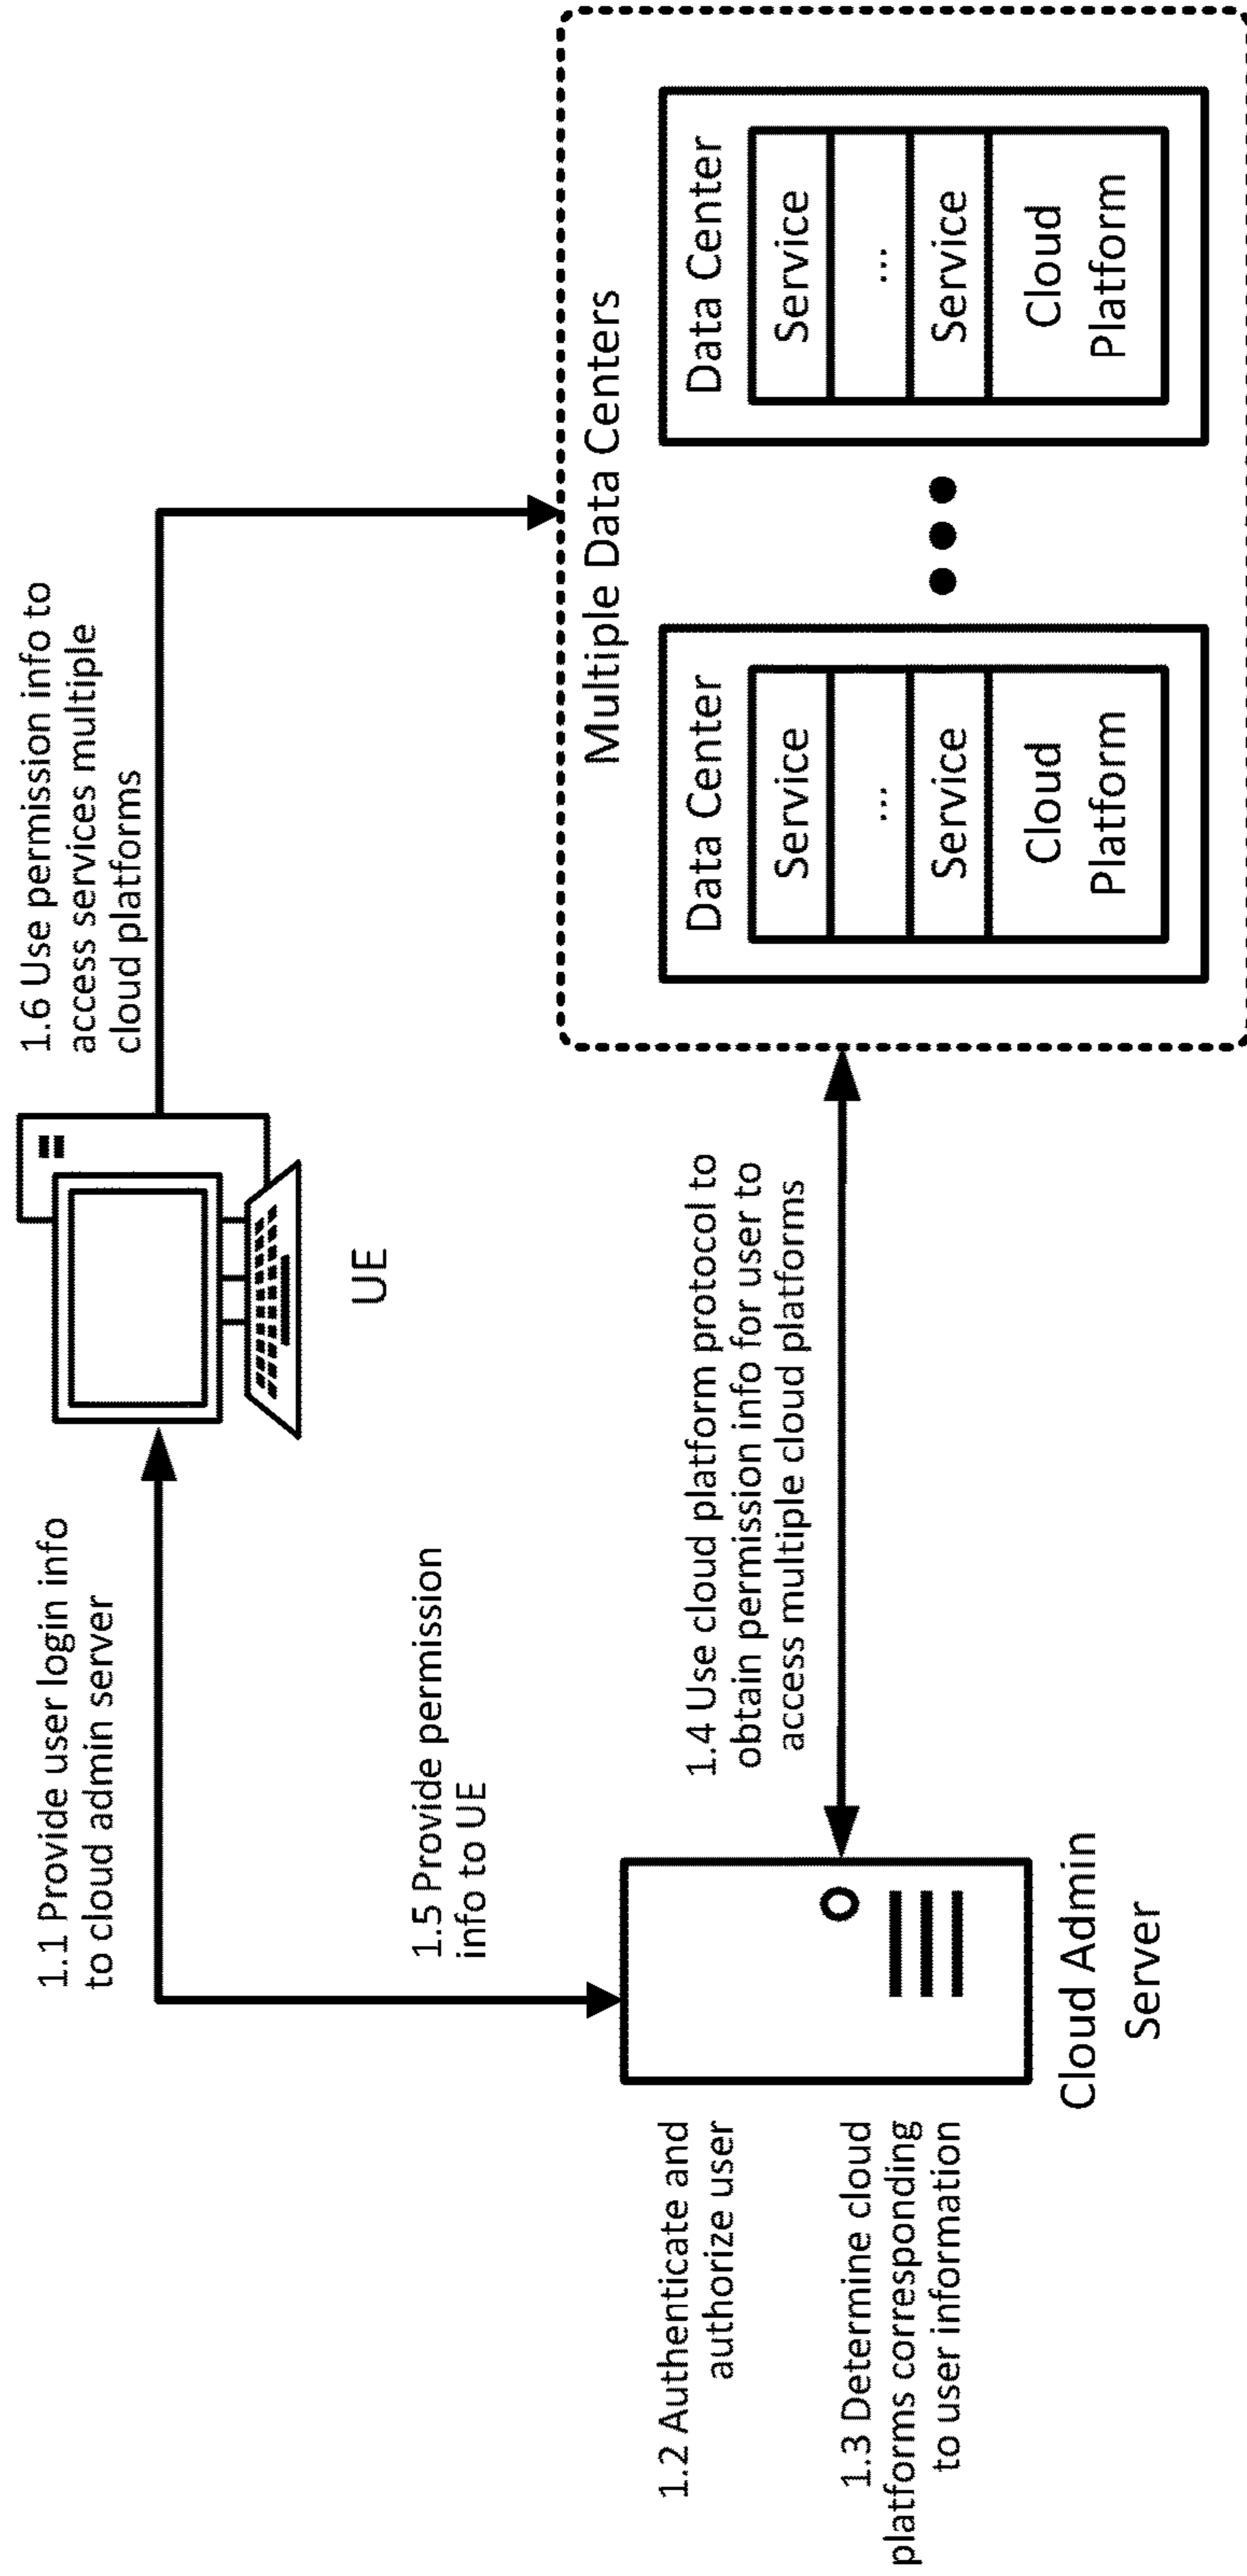 1.1 Provide user login info
to cloud admin server
1.6 Use permission info to
access services multiple
cloud platforms
UE
1.5 Provide permission
info to UE
1.2 Authenticate and
authorize user
1.3 Determine cloud
platforms corresponding
to user information
Cloud Admin
Server
1.4 Use cloud platform protocol to
obtain permission info for user to
access multiple cloud platforms
Multiple Data Centers
Data Center
Service
...
Service
Cloud
Platform
Data Center
Service
...
Service
Cloud
Platform